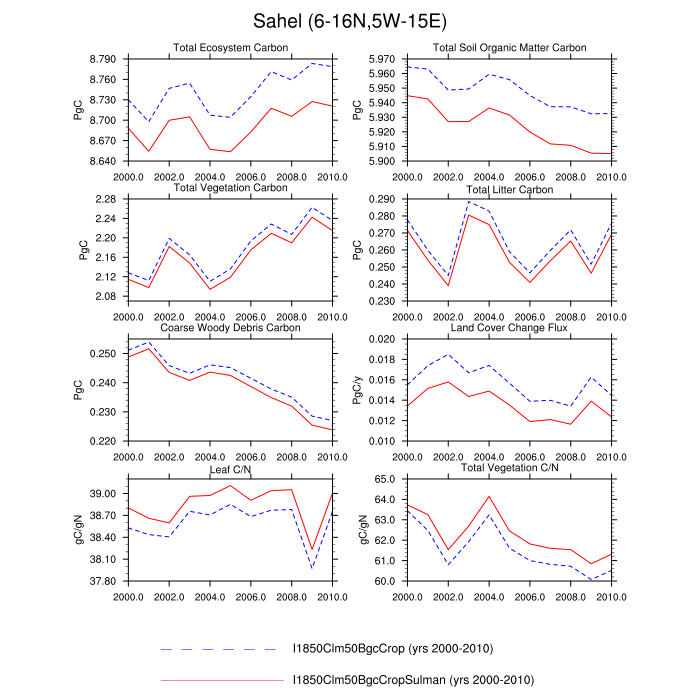 Sahel (6-16N,5W-15E)
Total Ecosystem Carbon
Total Soil Organic Matter Carbon
PgC
8.790
8.760
8.730
8.700
8.670
8.640
2000.0 2002.0 2004.0 2006.0 2008.0 2010.0
PgC
5.970
5.960
5.950
5.940
5.930
5.920
5.910
5.900
2000.0 2002.0 2004.0 2006.0 2008.0 2010.0
Total Vegetation Carbon
Total Litter Carbon
PgC
2.28
2.24
2.20
2.16
2.12
2.08
2000.0 2002.0 2004.0 2006.0 2008.0 2010.0
PgC
0.290
0.280
0.270
0.260
0.250
0.240
0.230
2000.0 2002.0 2004.0 2006.0 2008.0 2010.0
Coarse Woody Debris Carbon
Land Cover Change Flux
PgC
0.250
0.240
0.230
0.220
2000.0 2002.0 2004.0 2006.0 2008.0 2010.0
PgC/y
0.020
0.018
0.016
0.014
0.012
0.010
2000.0 2002.0 2004.0 2006.0 2008.0 2010.0
Leaf C/N
Total Vegetation C/N
gC/gN
39.00
38.70
38.40
38.10
37.80
2000.0 2002.0 2004.0 2006.0 2008.0 2010.0
gC/gN
65.0
64.0
63.0
62.0
61.0
60.0
2000.0 2002.0 2004.0 2006.0 2008.0 2010.0
I1850Clm50BgcCrop (yrs 2000-2010)
I1850Clm50BgcCropSulman (yrs 2000-2010)